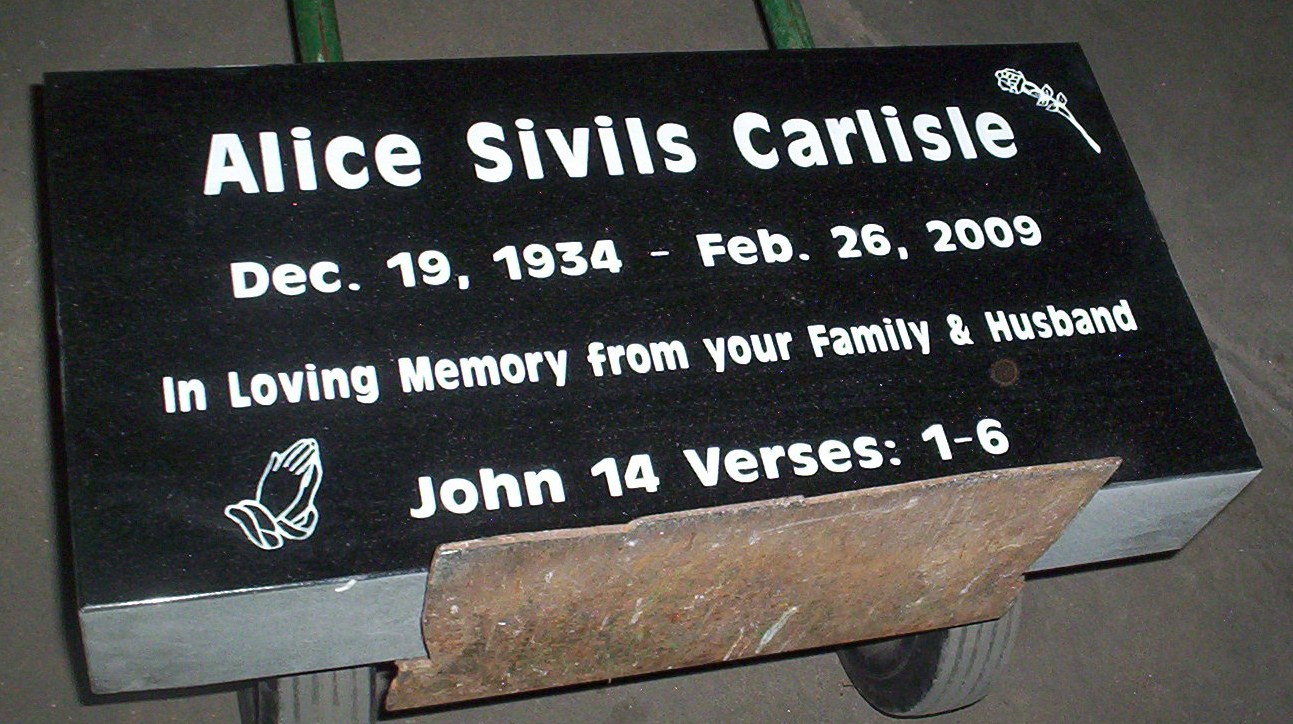 Alice Sivils Carlisle
Dec. 19, 1934 - Feb. 26, 2009
In Loving Memory from your Family & Husband
John 14 Verses: 1-6